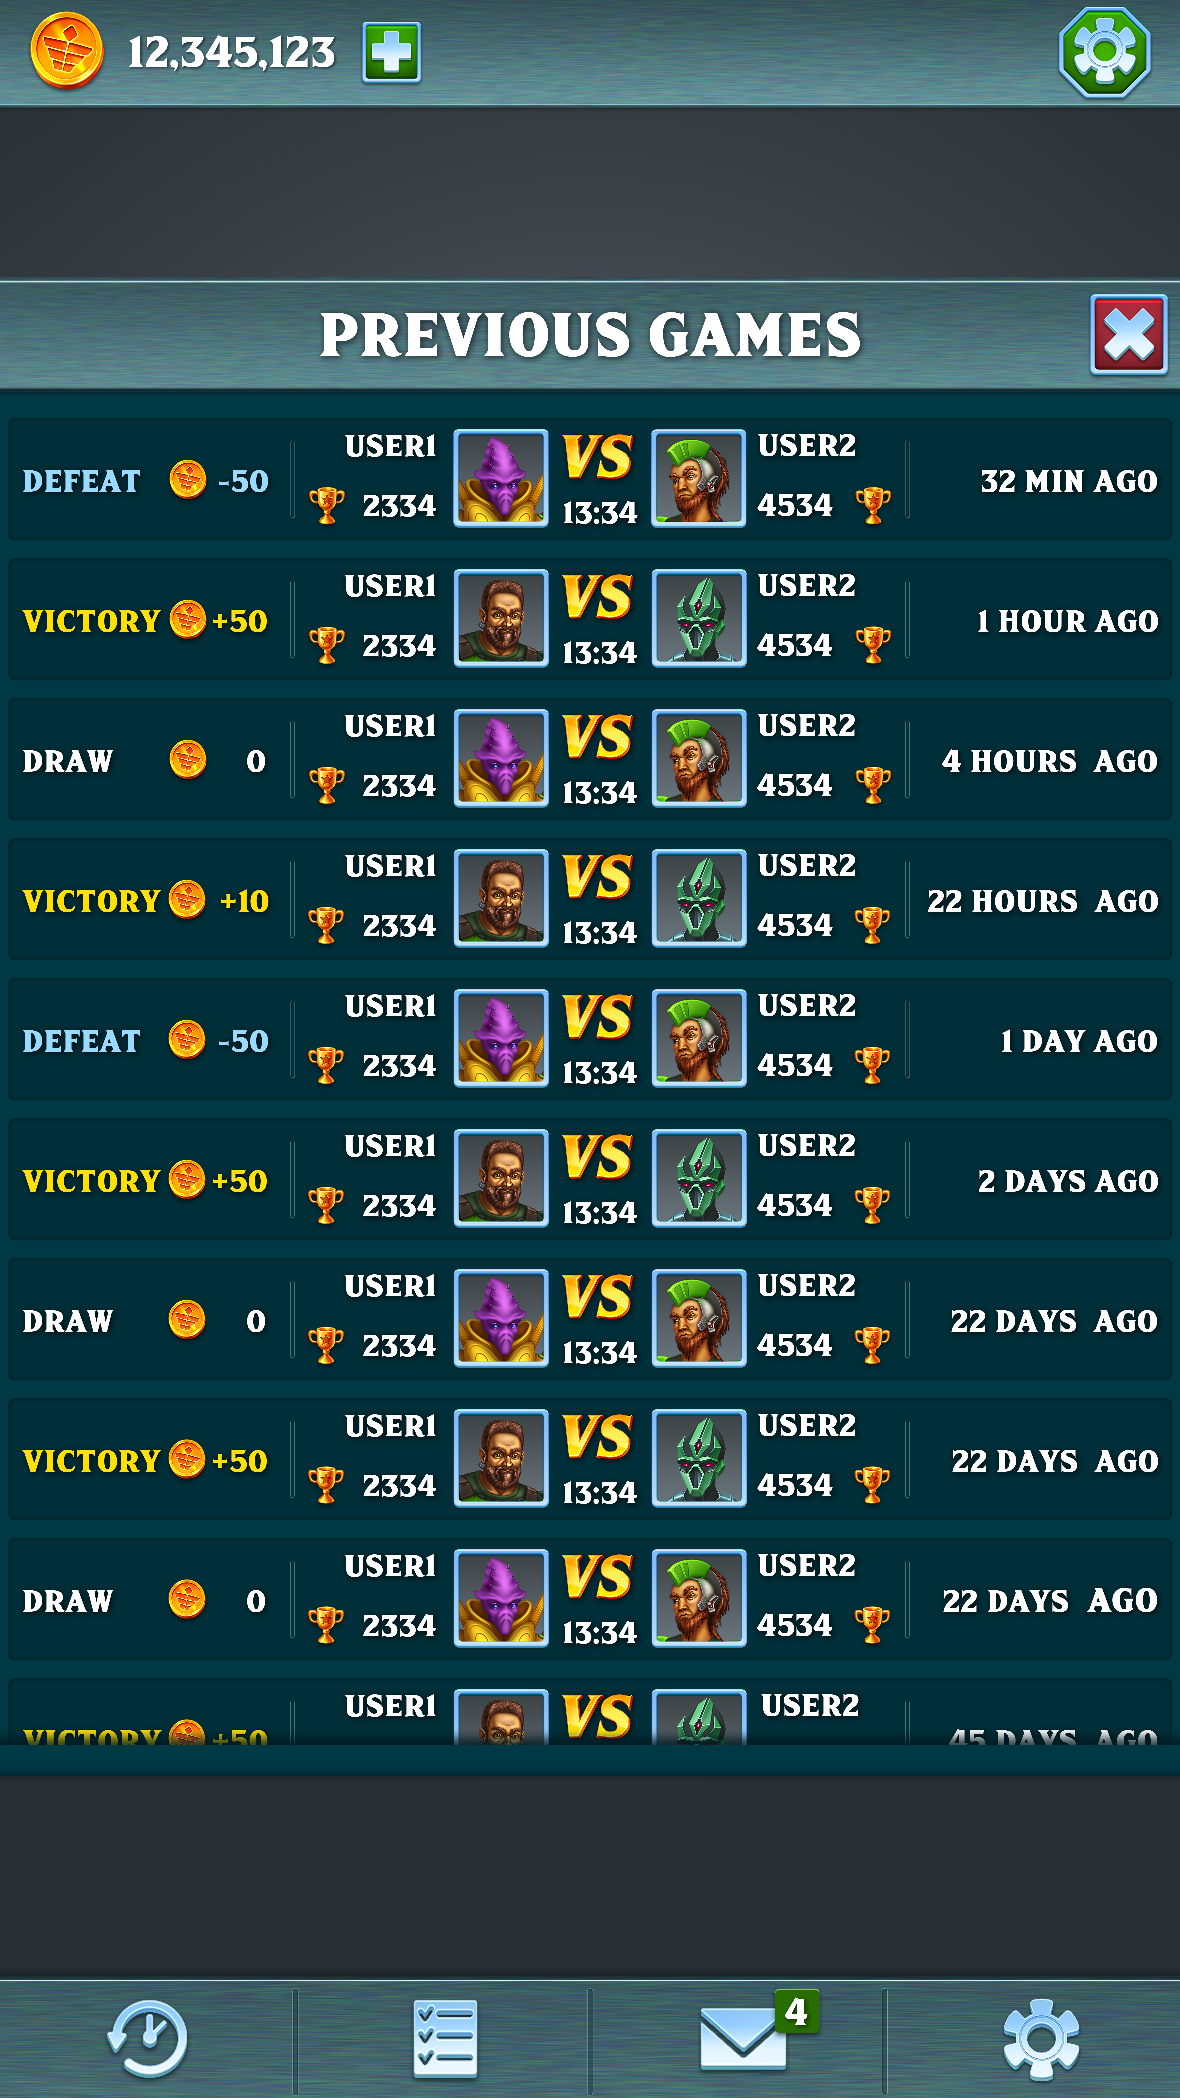 12,345,123
PREVIOUS GAMES
DEFEAT -50 USER1 2334 VS 13:34 USER2 4534 32 MIN AGO
VICTORY +50 USER1 2334 VS 13:34 USER2 4534 1 HOUR AGO
DRAW 0 USER1 2334 VS 13:34 USER2 4534 4 HOURS AGO
VICTORY +10 USER1 2334 VS 13:34 USER2 4534 22 HOURS AGO
DEFEAT -50 USER1 2334 VS 13:34 USER2 4534 1 DAY AGO
VICTORY +50 USER1 2334 VS 13:34 USER2 4534 2 DAYS AGO
DRAW 0 USER1 2334 VS 13:34 USER2 4534 22 DAYS AGO
VICTORY +50 USER1 2334 VS 13:34 USER2 4534 22 DAYS AGO
DRAW 0 USER1 2334 VS 13:34 USER2 4534 22 DAYS AGO
VICTORY +50 USER1 VS USER2 45 DAYS AGO
4